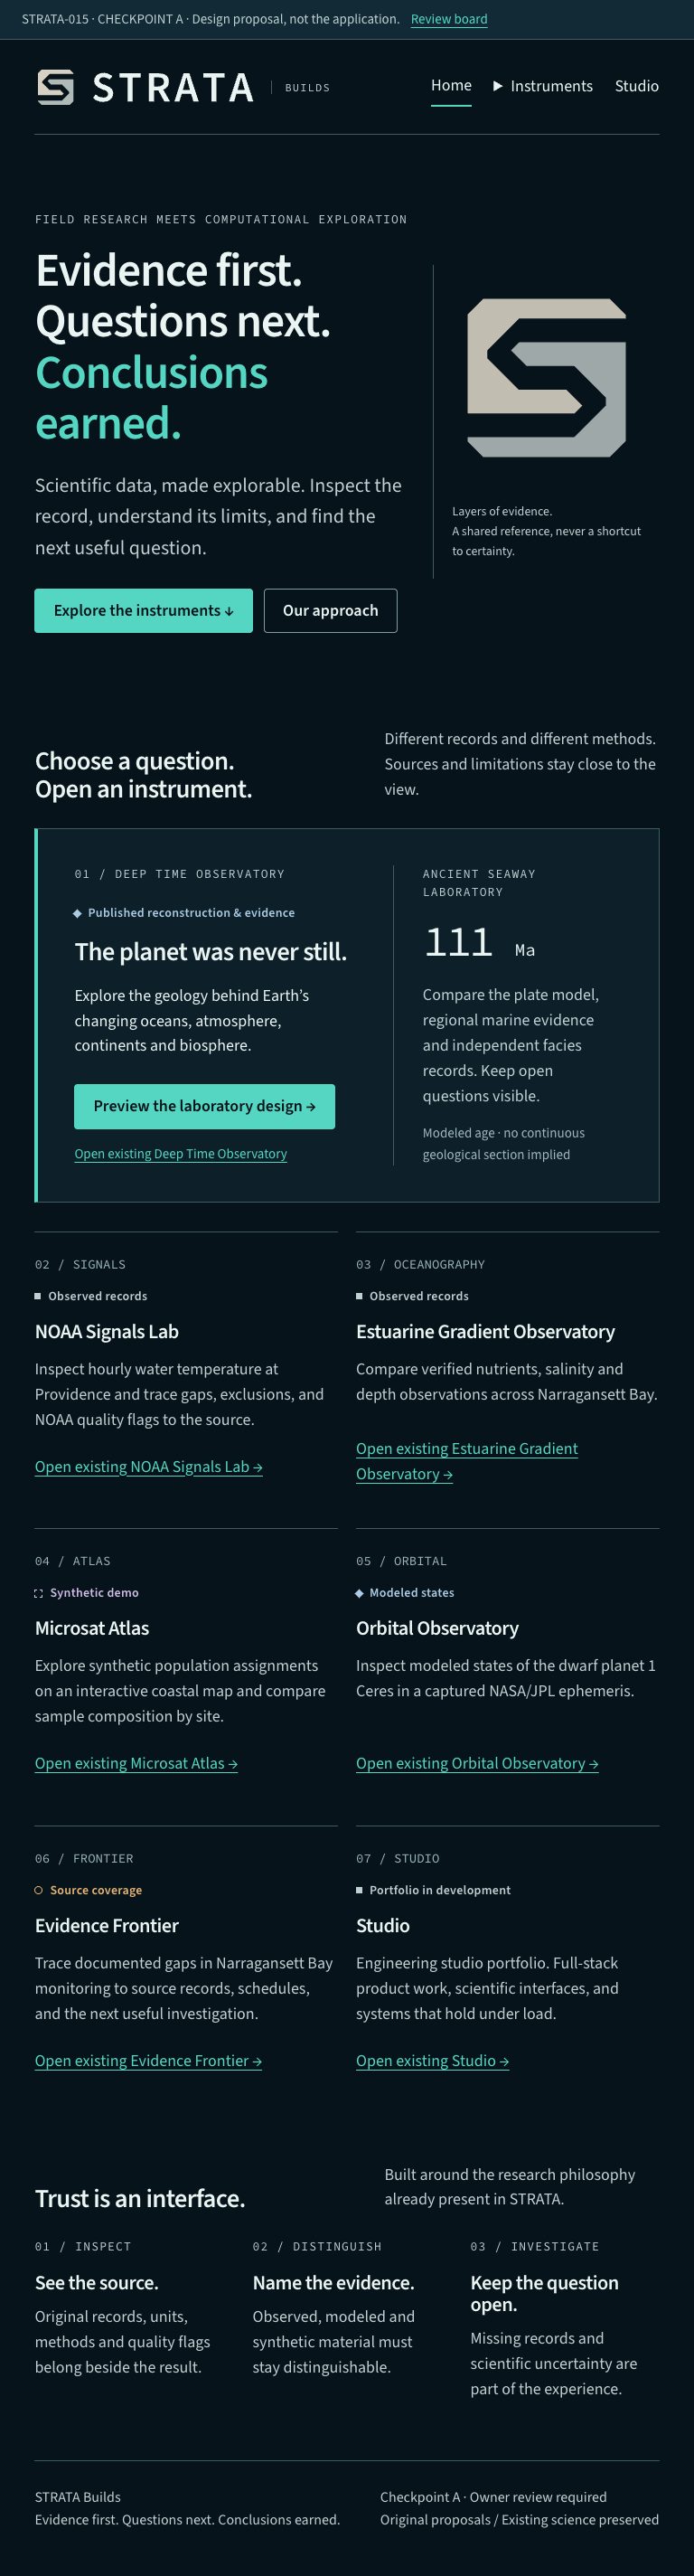 STRATA-015 · CHECKPOINT A · Design proposal, not the application. Review board
STRATA BUILDS
Home
Instruments
Studio
FIELD RESEARCH MEETS COMPUTATIONAL EXPLORATION
Evidence first.
Questions next.
Conclusions
earned.
Scientific data, made explorable. Inspect the
record, understand its limits, and find the
next useful question.
Explore the instruments ↓
Our approach
Layers of evidence.
A shared reference, never a shortcut
to certainty.
Choose a question.
Open an instrument.
Different records and different methods.
Sources and limitations stay close to the
view.
01 / DEEP TIME OBSERVATORY
Published reconstruction & evidence
The planet was never still.
Explore the geology behind Earth’s
changing oceans, atmosphere,
continents and biosphere.
Preview the laboratory design →
Open existing Deep Time Observatory
ANCIENT SEAWAY
LABORATORY
111 Ma
Compare the plate model,
regional marine evidence
and independent facies
records. Keep open
questions visible.
Modeled age · no continuous
geological section implied
02 / SIGNALS
Observed records
NOAA Signals Lab
Inspect hourly water temperature at
Providence and trace gaps, exclusions, and
NOAA quality flags to the source.
Open existing NOAA Signals Lab →
03 / OCEANOGRAPHY
Observed records
Estuarine Gradient Observatory
Compare verified nutrients, salinity and
depth observations across Narragansett Bay.
Open existing Estuarine Gradient
Observatory →
04 / ATLAS
Synthetic demo
Microsat Atlas
Explore synthetic population assignments
on an interactive coastal map and compare
sample composition by site.
Open existing Microsat Atlas →
05 / ORBITAL
Modeled states
Orbital Observatory
Inspect modeled states of the dwarf planet 1
Ceres in a captured NASA/JPL ephemeris.
Open existing Orbital Observatory →
06 / FRONTIER
Source coverage
Evidence Frontier
Trace documented gaps in Narragansett Bay
monitoring to source records, schedules,
and the next useful investigation.
Open existing Evidence Frontier →
07 / STUDIO
Portfolio in development
Studio
Engineering studio portfolio. Full-stack
product work, scientific interfaces, and
systems that hold under load.
Open existing Studio →
Trust is an interface.
Built around the research philosophy
already present in STRATA.
01 / INSPECT
See the source.
Original records, units,
methods and quality flags
belong beside the result.
02 / DISTINGUISH
Name the evidence.
Observed, modeled and
synthetic material must
stay distinguishable.
03 / INVESTIGATE
Keep the question
open.
Missing records and
scientific uncertainty are
part of the experience.
STRATA Builds
Evidence first. Questions next. Conclusions earned.
Checkpoint A · Owner review required
Original proposals / Existing science preserved